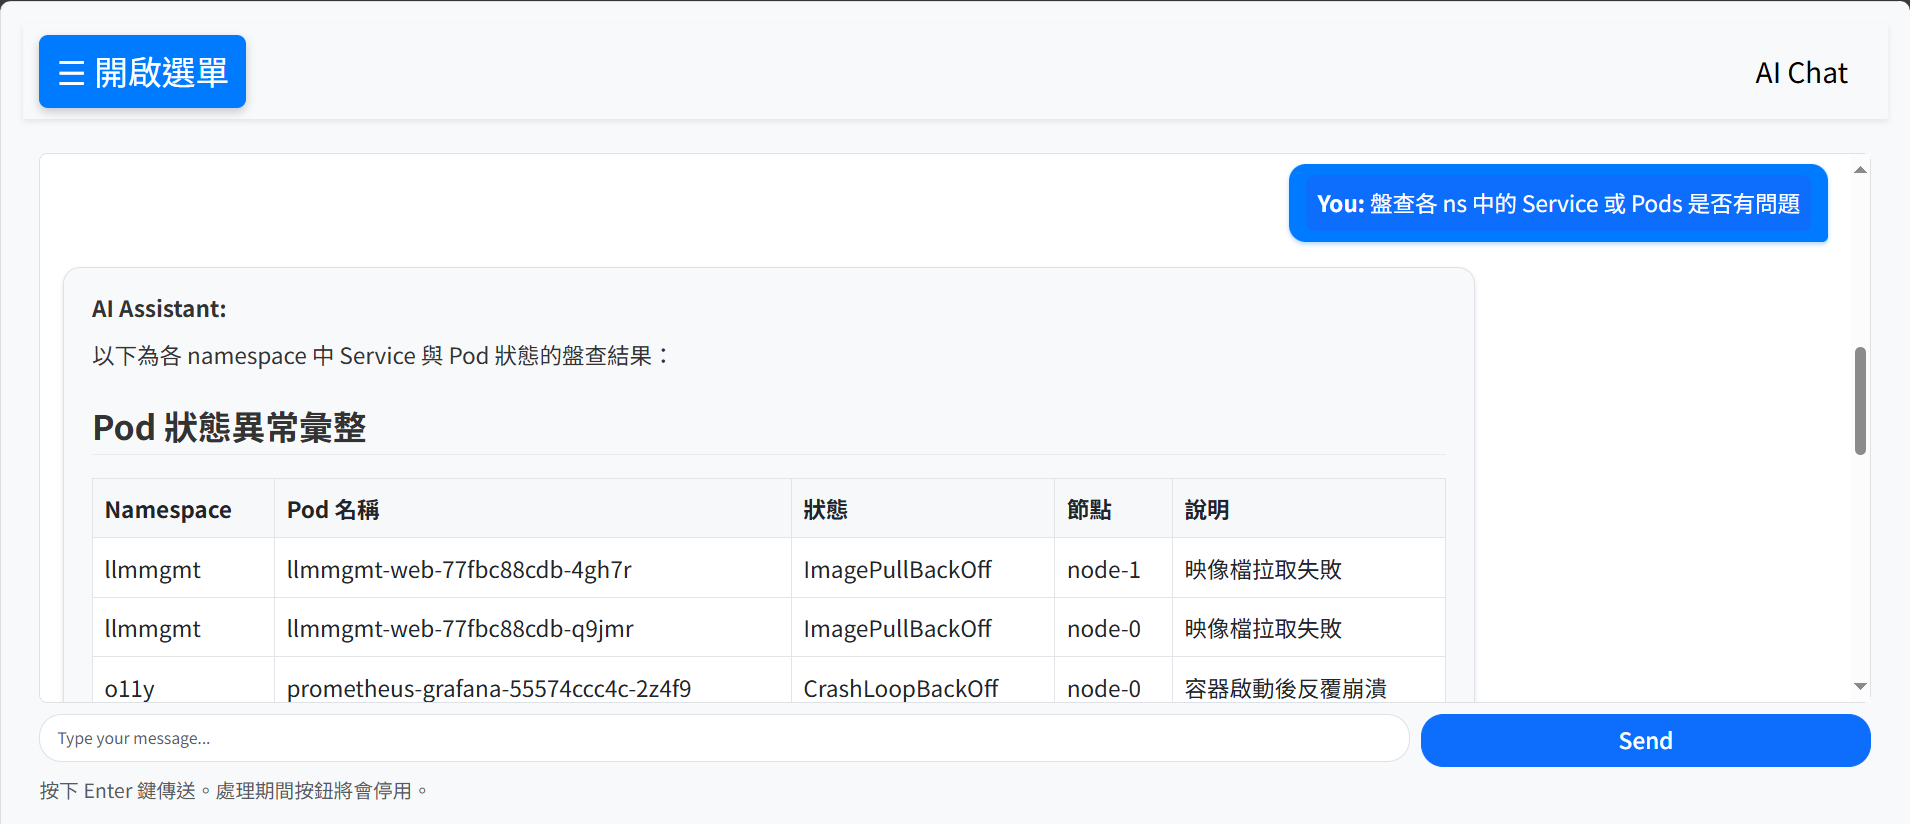 ☰ 開啟選單
AI Chat
You: 盤查各 ns 中的 Service 或 Pods 是否有問題
AI Assistant:
以下為各 namespace 中 Service 與 Pod 狀態的盤查結果：
Pod 狀態異常彙整
Namespace Pod 名稱 狀態 節點 說明
llmmgmt llmmgmt-web-77fbc88cdb-4gh7r ImagePullBackOff node-1 映像檔拉取失敗
llmmgmt llmmgmt-web-77fbc88cdb-q9jmr ImagePullBackOff node-0 映像檔拉取失敗
o11y prometheus-grafana-55574ccc4c-2z4f9 CrashLoopBackOff node-0 容器啟動後反覆崩潰
Type your message...
Send
按下 Enter 鍵傳送。處理期間按鈕將會停用。